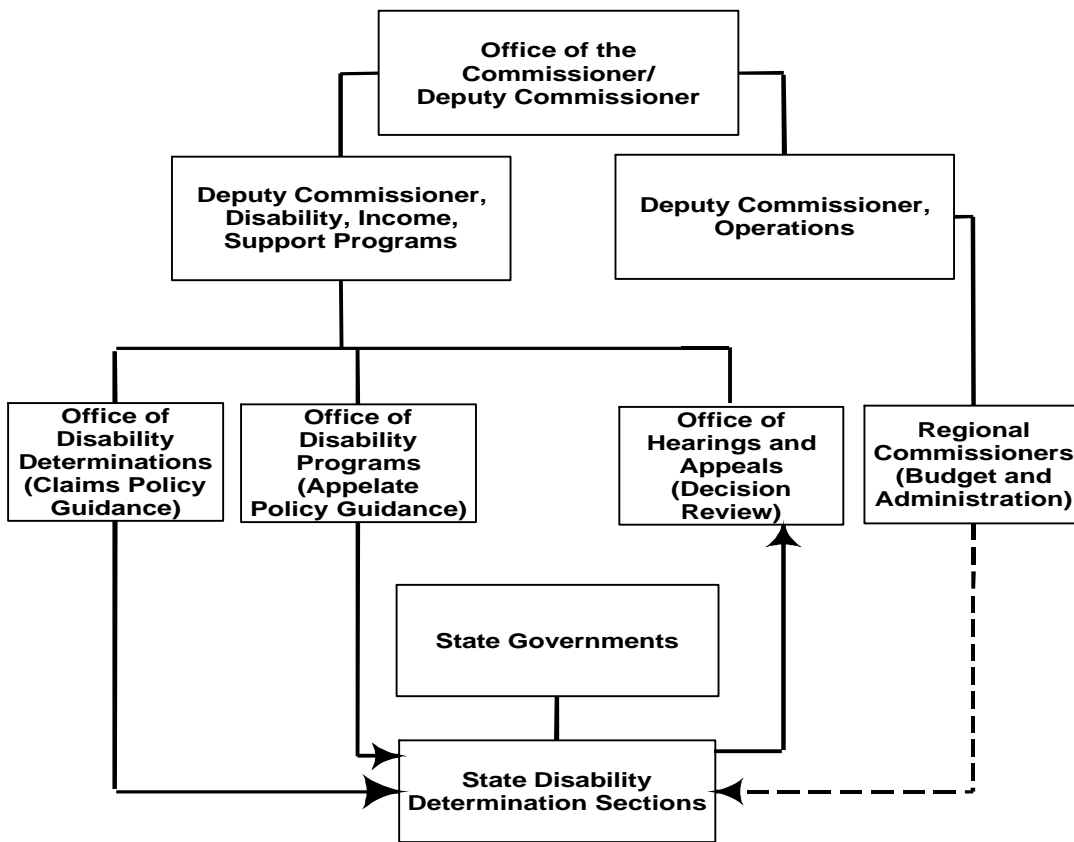 Office of the
Commissioner/
Deputy Commissioner
Deputy Commissioner,
Disability, Income,
Support Programs
Deputy Commissioner,
Operations
Office of
Disability
Determinations
(Claims Policy
Guidance)
Office of
Disability
Programs
(Appelate
Policy Guidance)
Office of
Hearings and
Appeals
(Decision
Review)
Regional
Commissioners
(Budget and
Administration)
State Governments
State Disability
Determination Sections